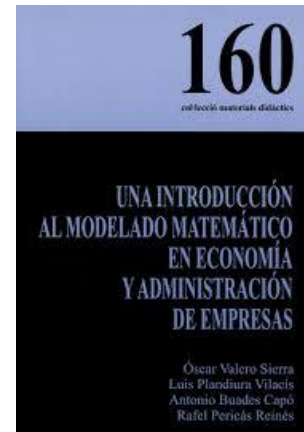 160
col·lecció materials didàctics
UNA INTRODUCCIÓN
AL MODELADO MATEMÁTICO
EN ECONOMÍA
Y ADMINISTRACIÓN
DE EMPRESAS
Óscar Valero Sierra
Luis Plandiura Vilacís
Antonio Buades Capó
Rafel Pericás Reinés